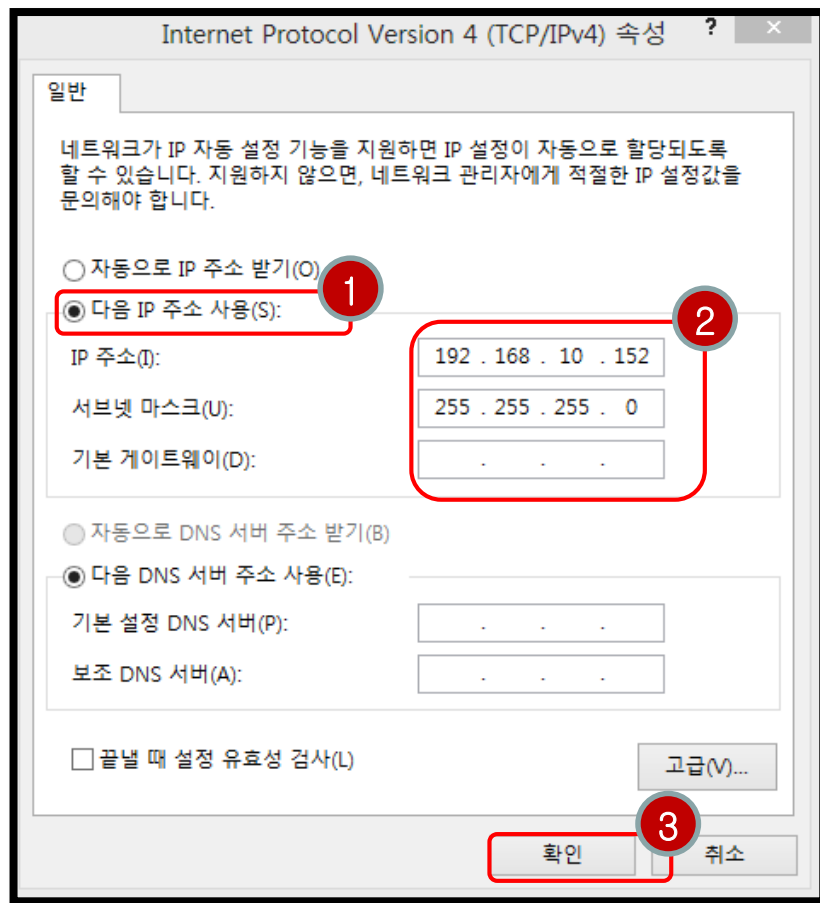 Internet Protocol Version 4 (TCP/IPv4) 속성 ? ×
일반
네트워크가 IP 자동 설정 기능을 지원하면 IP 설정이 자동으로 할당되도록
할 수 있습니다. 지원하지 않으면, 네트워크 관리자에게 적절한 IP 설정값을
문의해야 합니다.
자동으로 IP 주소 받기(O)
1
다음 IP 주소 사용(S):
2
IP 주소(I): 192 . 168 . 10 . 152
서브넷 마스크(U): 255 . 255 . 255 . 0
기본 게이트웨이(D): . . .
자동으로 DNS 서버 주소 받기(B)
다음 DNS 서버 주소 사용(E):
기본 설정 DNS 서버(P): . . .
보조 DNS 서버(A): . . .
끝낼 때 설정 유효성 검사(L)
고급(V)...
3
확인 취소